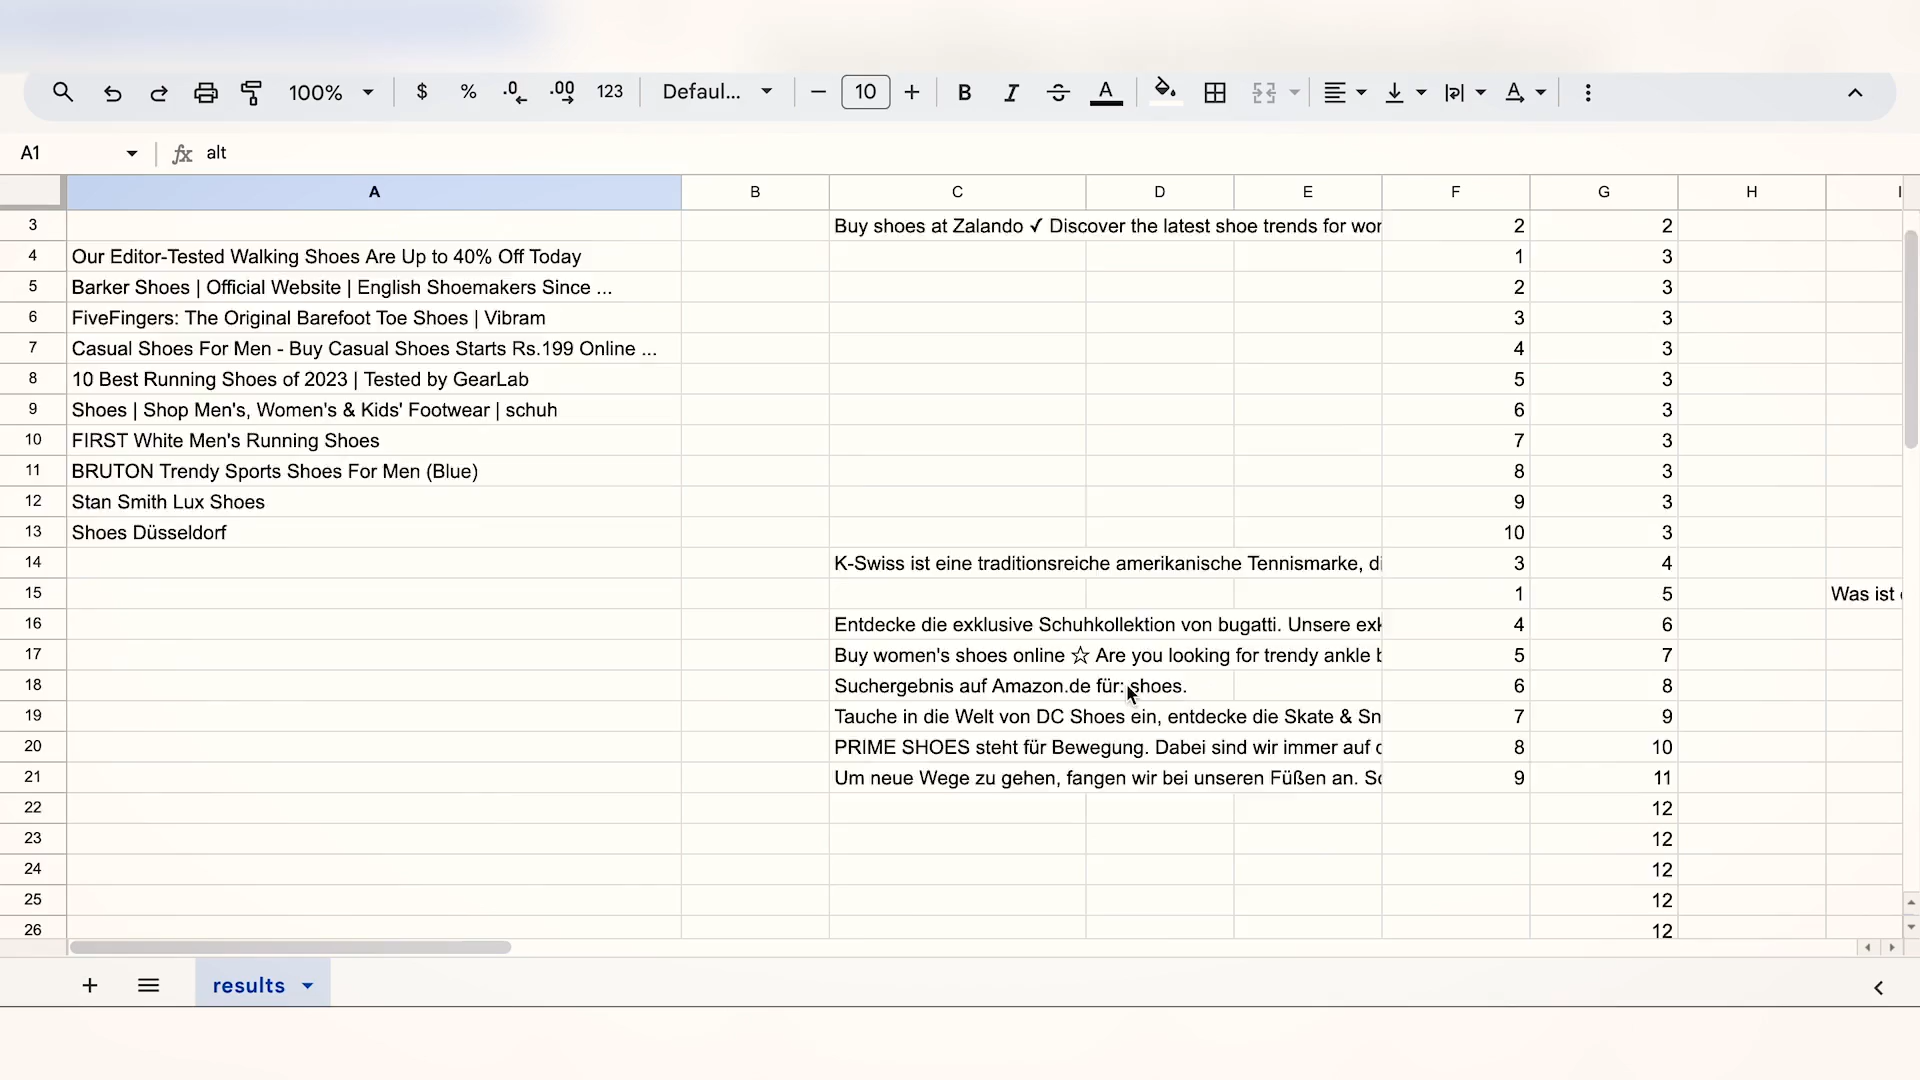 100% $ % .0 .00 123 Defaul... 10 B I A A
A1 fx alt
A B C D E F G H I
3 Buy shoes at Zalando ✓ Discover the latest shoe trends for wor 2 2
4 Our Editor-Tested Walking Shoes Are Up to 40% Off Today 1 3
5 Barker Shoes | Official Website | English Shoemakers Since ... 2 3
6 FiveFingers: The Original Barefoot Toe Shoes | Vibram 3 3
7 Casual Shoes For Men - Buy Casual Shoes Starts Rs.199 Online ... 4 3
8 10 Best Running Shoes of 2023 | Tested by GearLab 5 3
9 Shoes | Shop Men's, Women's & Kids' Footwear | schuh 6 3
10 FIRST White Men's Running Shoes 7 3
11 BRUTON Trendy Sports Shoes For Men (Blue) 8 3
12 Stan Smith Lux Shoes 9 3
13 Shoes Düsseldorf 10 3
14 K-Swiss ist eine traditionsreiche amerikanische Tennismarke, di 3 4
15 1 5 Was ist
16 Entdecke die exklusive Schuhkollektion von bugatti. Unsere exk 4 6
17 Buy women's shoes online ☆ Are you looking for trendy ankle b 5 7
18 Suchergebnis auf Amazon.de für: shoes. 6 8
19 Tauche in die Welt von DC Shoes ein, entdecke die Skate & Sn 7 9
20 PRIME SHOES steht für Bewegung. Dabei sind wir immer auf d 8 10
21 Um neue Wege zu gehen, fangen wir bei unseren Füßen an. So 9 11
22 12
23 12
24 12
25 12
26 12
results